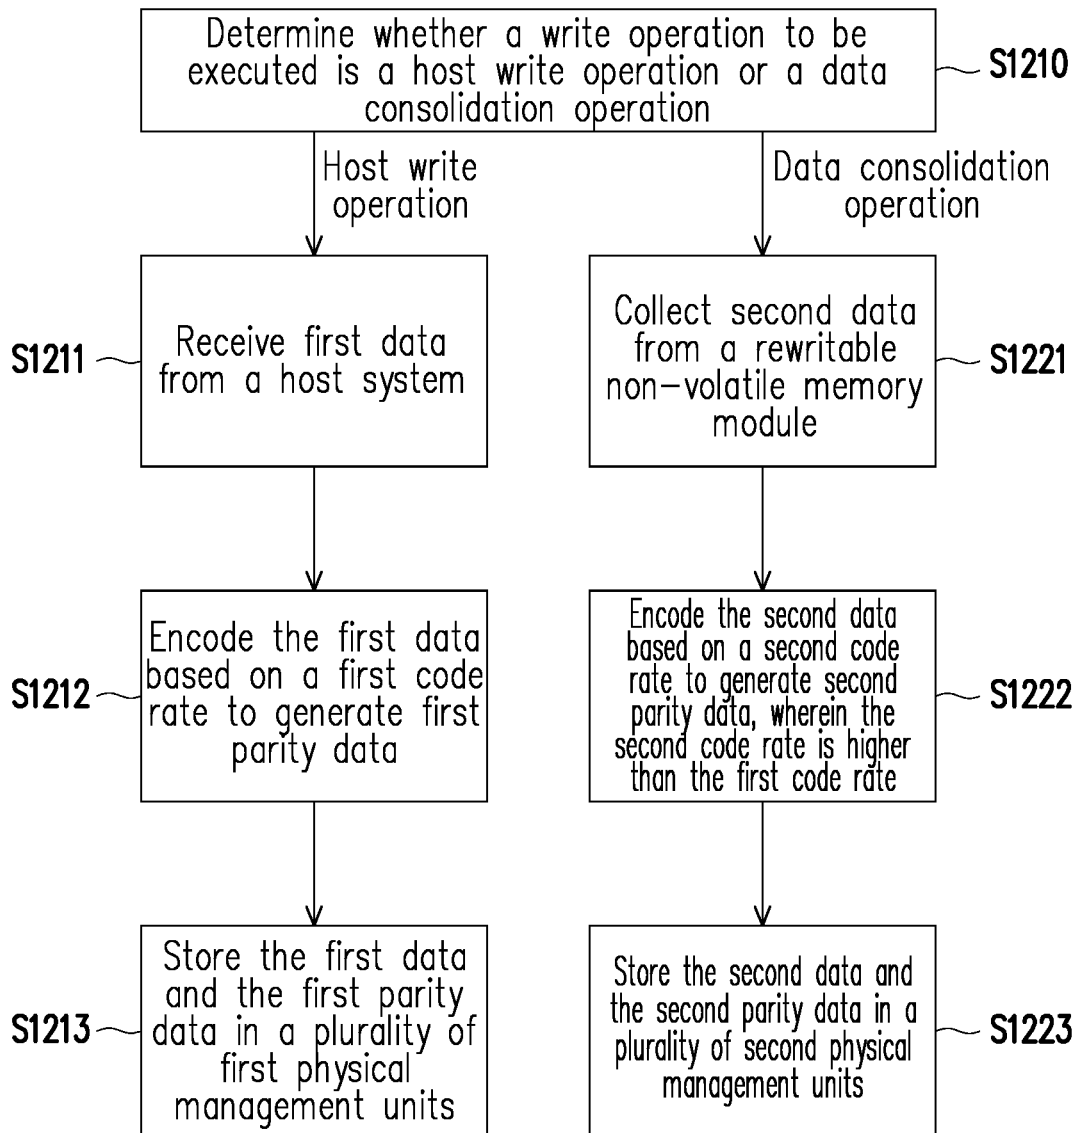 Determine whether a write operation to be
executed is a host write operation or a data
consolidation operation
S1210
Host write
operation
Data consolidation
operation
S1211
Receive first data
from a host system
Collect second data
from a rewritable
non-volatile memory
module
S1221
S1212
Encode the first data
based on a first code
rate to generate first
parity data
Encode the second data
based on a second code
rate to generate second
parity data, wherein the
second code rate is higher
than the first code rate
S1222
S1213
Store the first data
and the first parity
data in a plurality of
first physical
management units
Store the second data and
the second parity data in a
plurality of second physical
management units
S1223